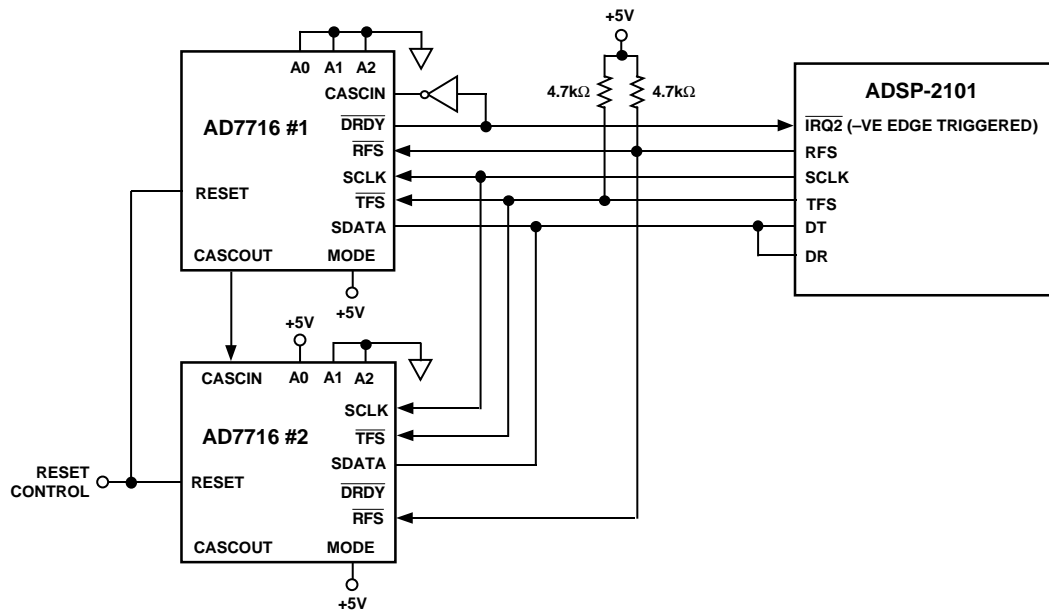 +5V
A0 A1 A2
4.7kΩ 4.7kΩ
ADSP-2101
CASCIN
AD7716 #1
DRDY
IRQ2 (–VE EDGE TRIGGERED)
RFS
RFS
SCLK
SCLK
RESET
TFS
TFS
SDATA
DT
CASCOUT
MODE
DR
+5V
+5V
CASCIN
A0 A1 A2
SCLK
AD7716 #2
TFS
SDATA
RESET
CONTROL
RESET
DRDY
RFS
CASCOUT
MODE
+5V